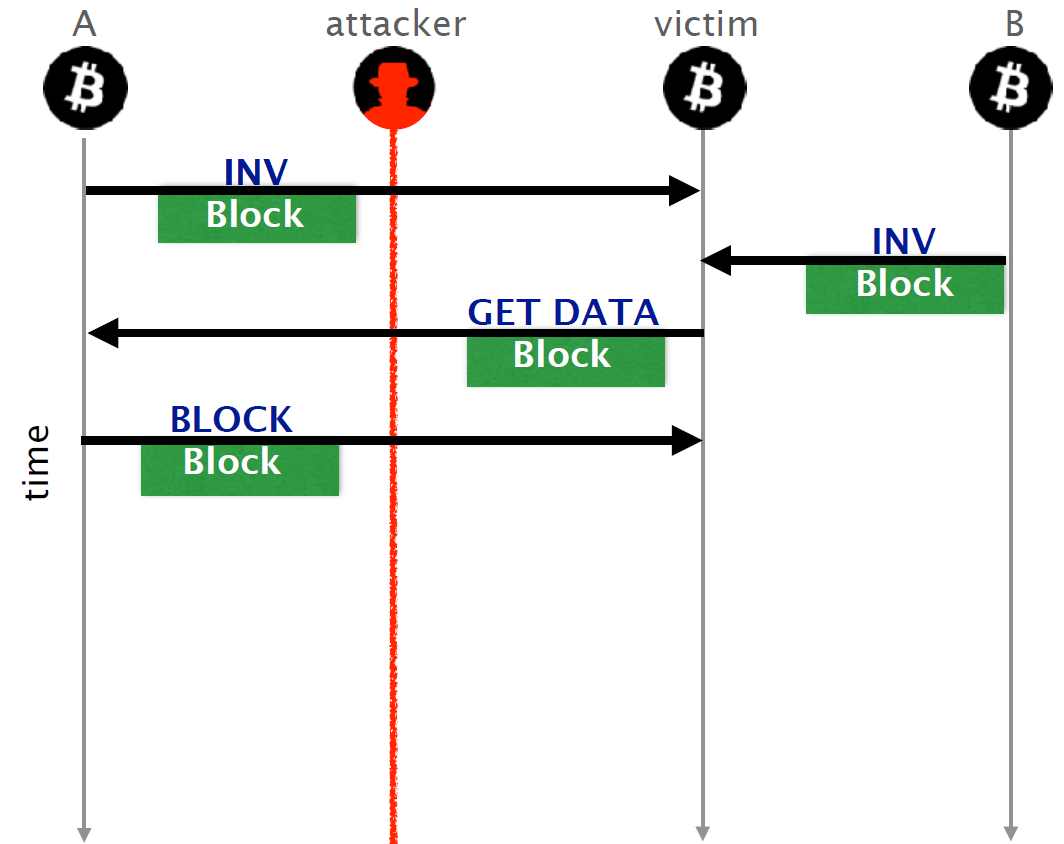 A
attacker
victim
B
INV
Block
INV
Block
GET DATA
Block
BLOCK
Block
time